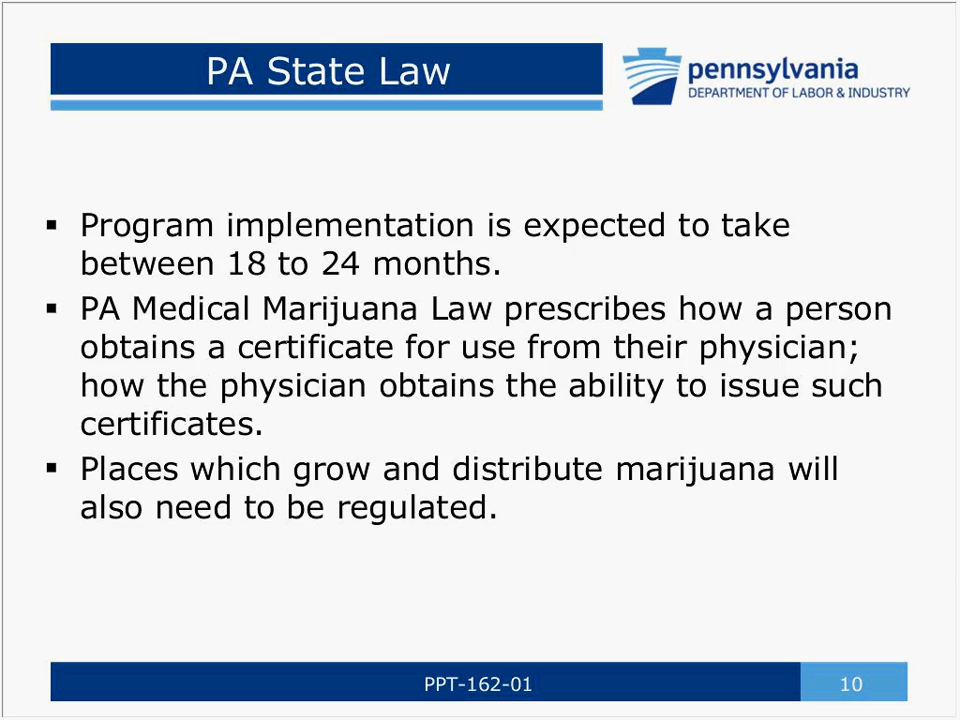 PA State Law
pennsylvania
DEPARTMENT OF LABOR & INDUSTRY
▪ Program implementation is expected to take
between 18 to 24 months.
▪ PA Medical Marijuana Law prescribes how a person
obtains a certificate for use from their physician;
how the physician obtains the ability to issue such
certificates.
▪ Places which grow and distribute marijuana will
also need to be regulated.
PPT-162-01
10